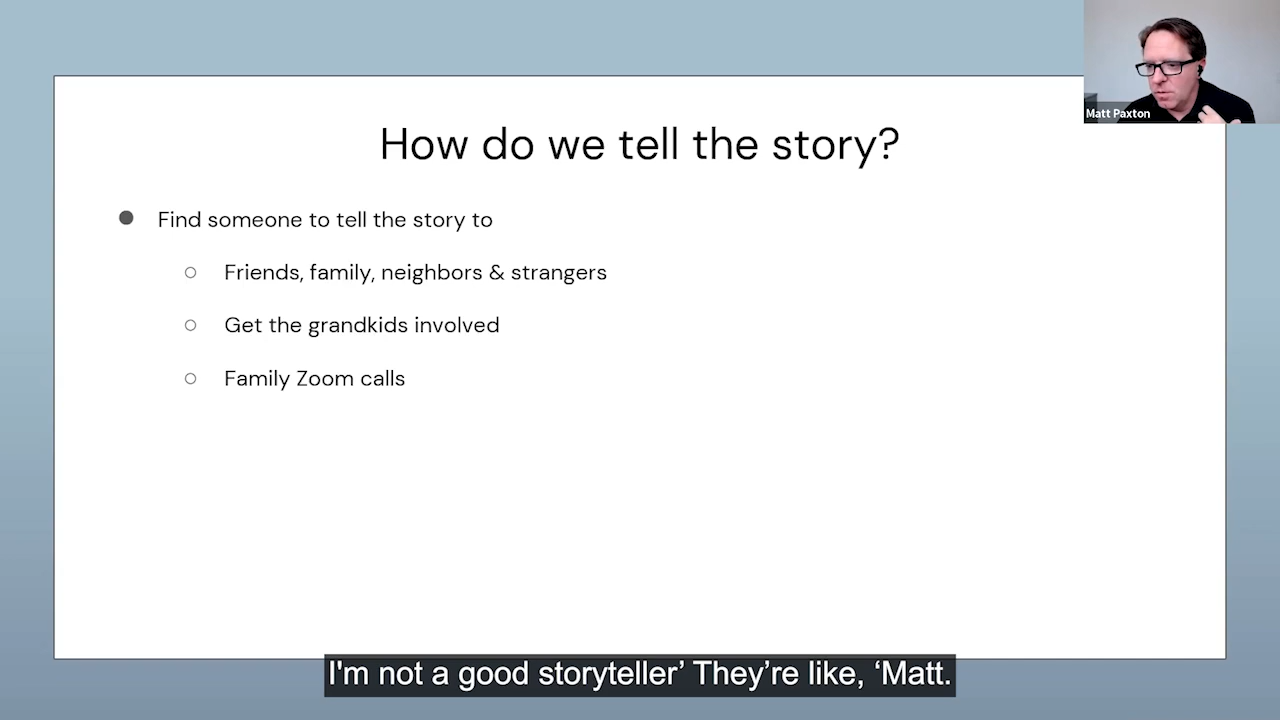 Matt Paxton
How do we tell the story?
Find someone to tell the story to
Friends, family, neighbors & strangers
Get the grandkids involved
Family Zoom calls
I'm not a good storyteller’ They’re like, ‘Matt.